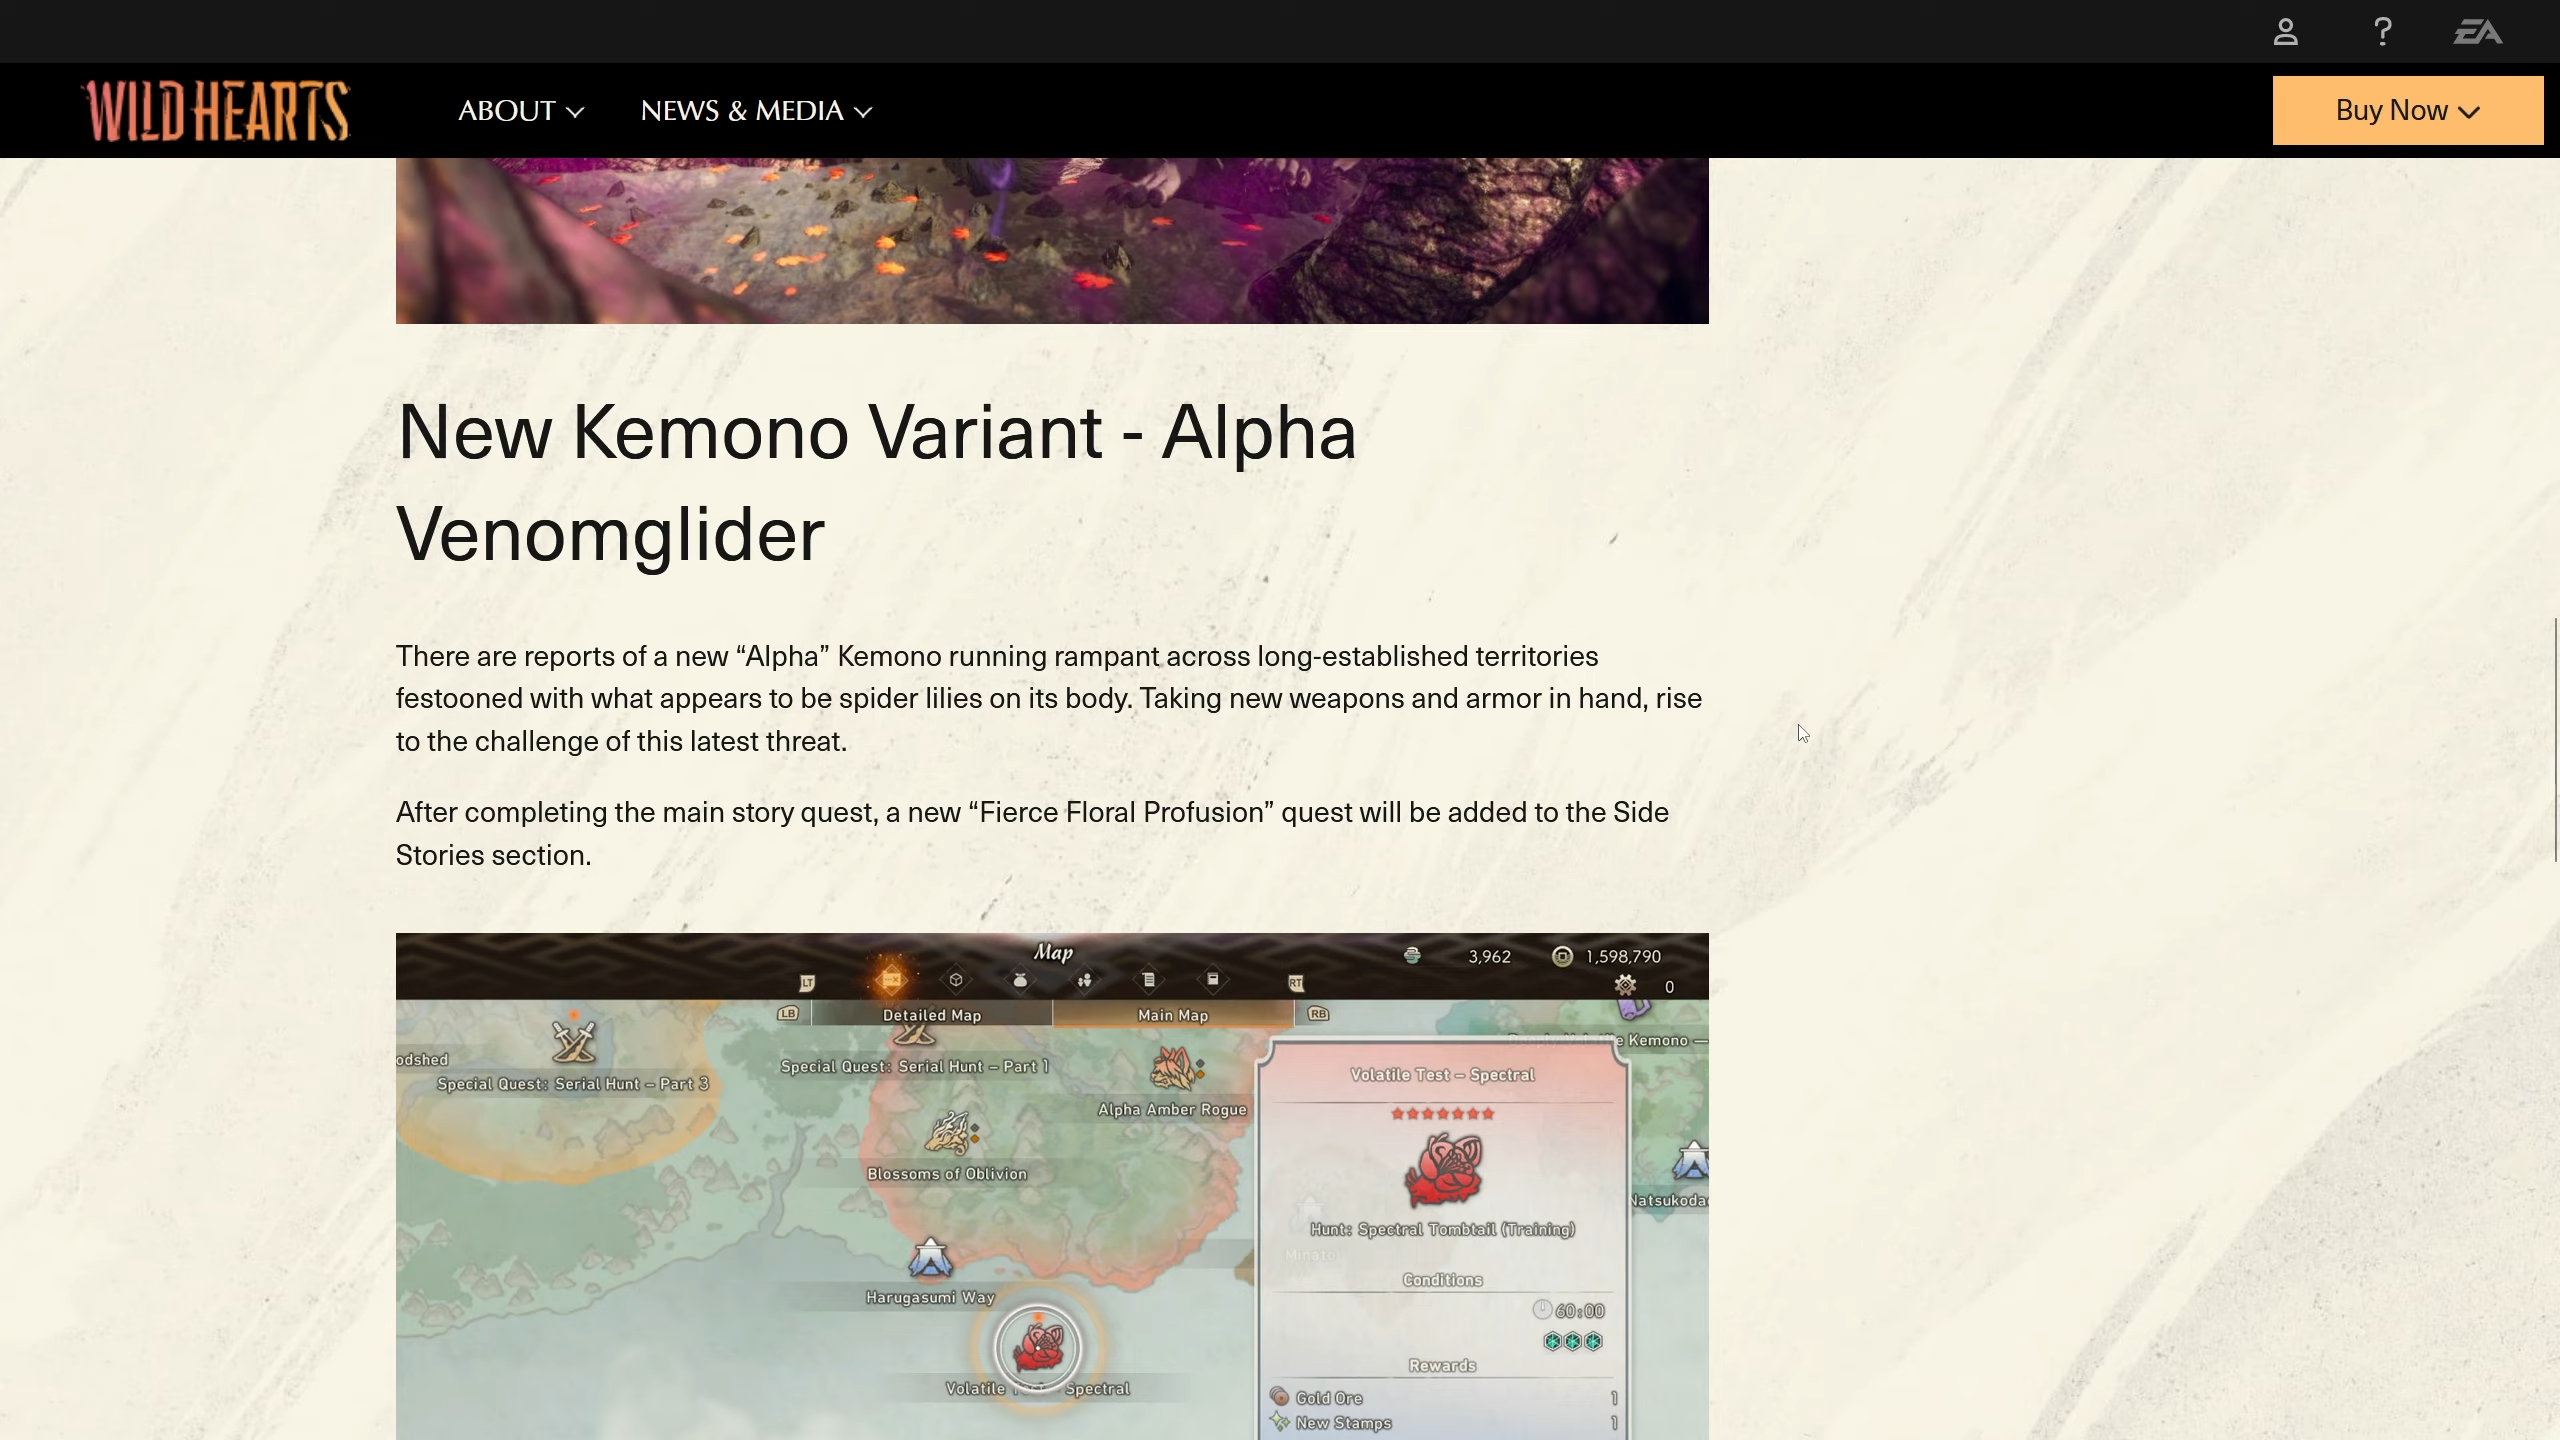 EA
WILD HEARTS
ABOUT
NEWS & MEDIA
Buy Now
New Kemono Variant - Alpha
Venomglider
There are reports of a new “Alpha” Kemono running rampant across long-established territories
festooned with what appears to be spider lilies on its body. Taking new weapons and armor in hand, rise
to the challenge of this latest threat.
After completing the main story quest, a new “Fierce Floral Profusion” quest will be added to the Side
Stories section.
Map
3,962
1,598,790
LT
RT
0
LB
Detailed Map
Main Map
RB
e Kemono —
odshed
Special Quest: Serial Hunt – Part 3
Special Quest: Serial Hunt – Part 1
Alpha Amber Rogue
Volatile Test – Spectral
Blossoms of Oblivion
Natsukoda
Hunt: Spectral Tombtail (Training)
Minato
Conditions
Harugasumi Way
60:00
Rewards
Volatile Spectral
Gold Ore 1
New Stamps 1